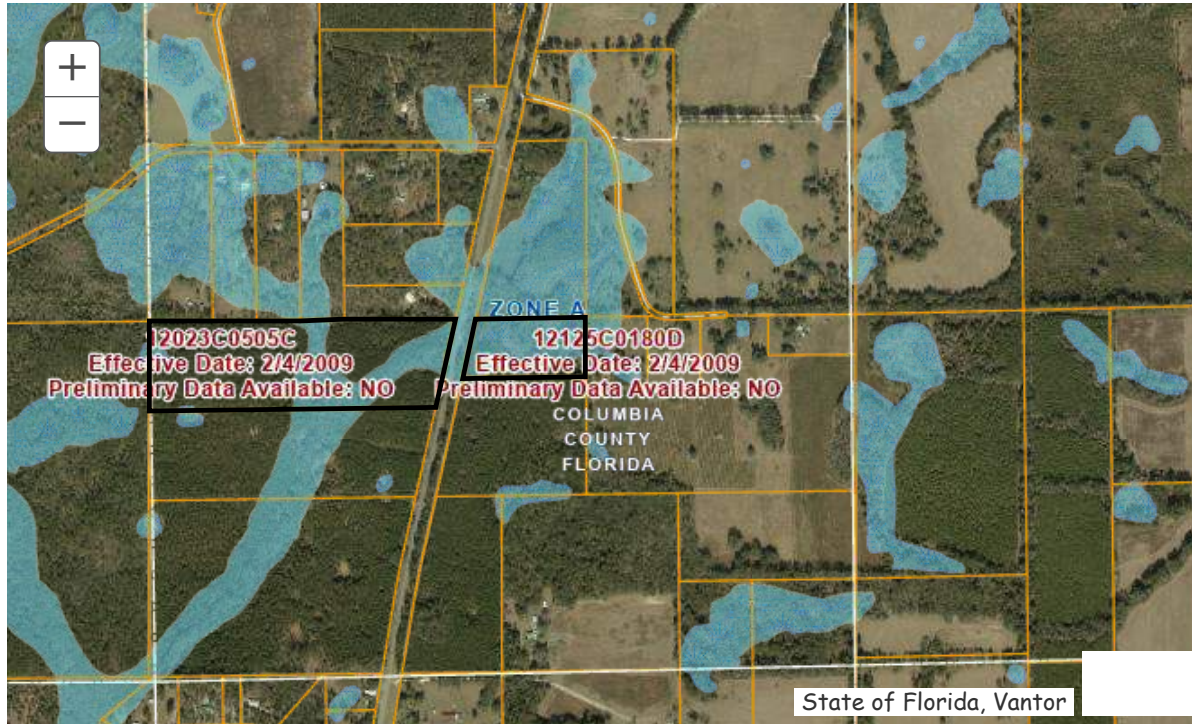 +
−
ZONE A
12023C0505C
Effective Date: 2/4/2009
Preliminary Data Available: NO
12125C0180D
Effective Date: 2/4/2009
Preliminary Data Available: NO
COLUMBIA
COUNTY
FLORIDA
State of Florida, Vantor